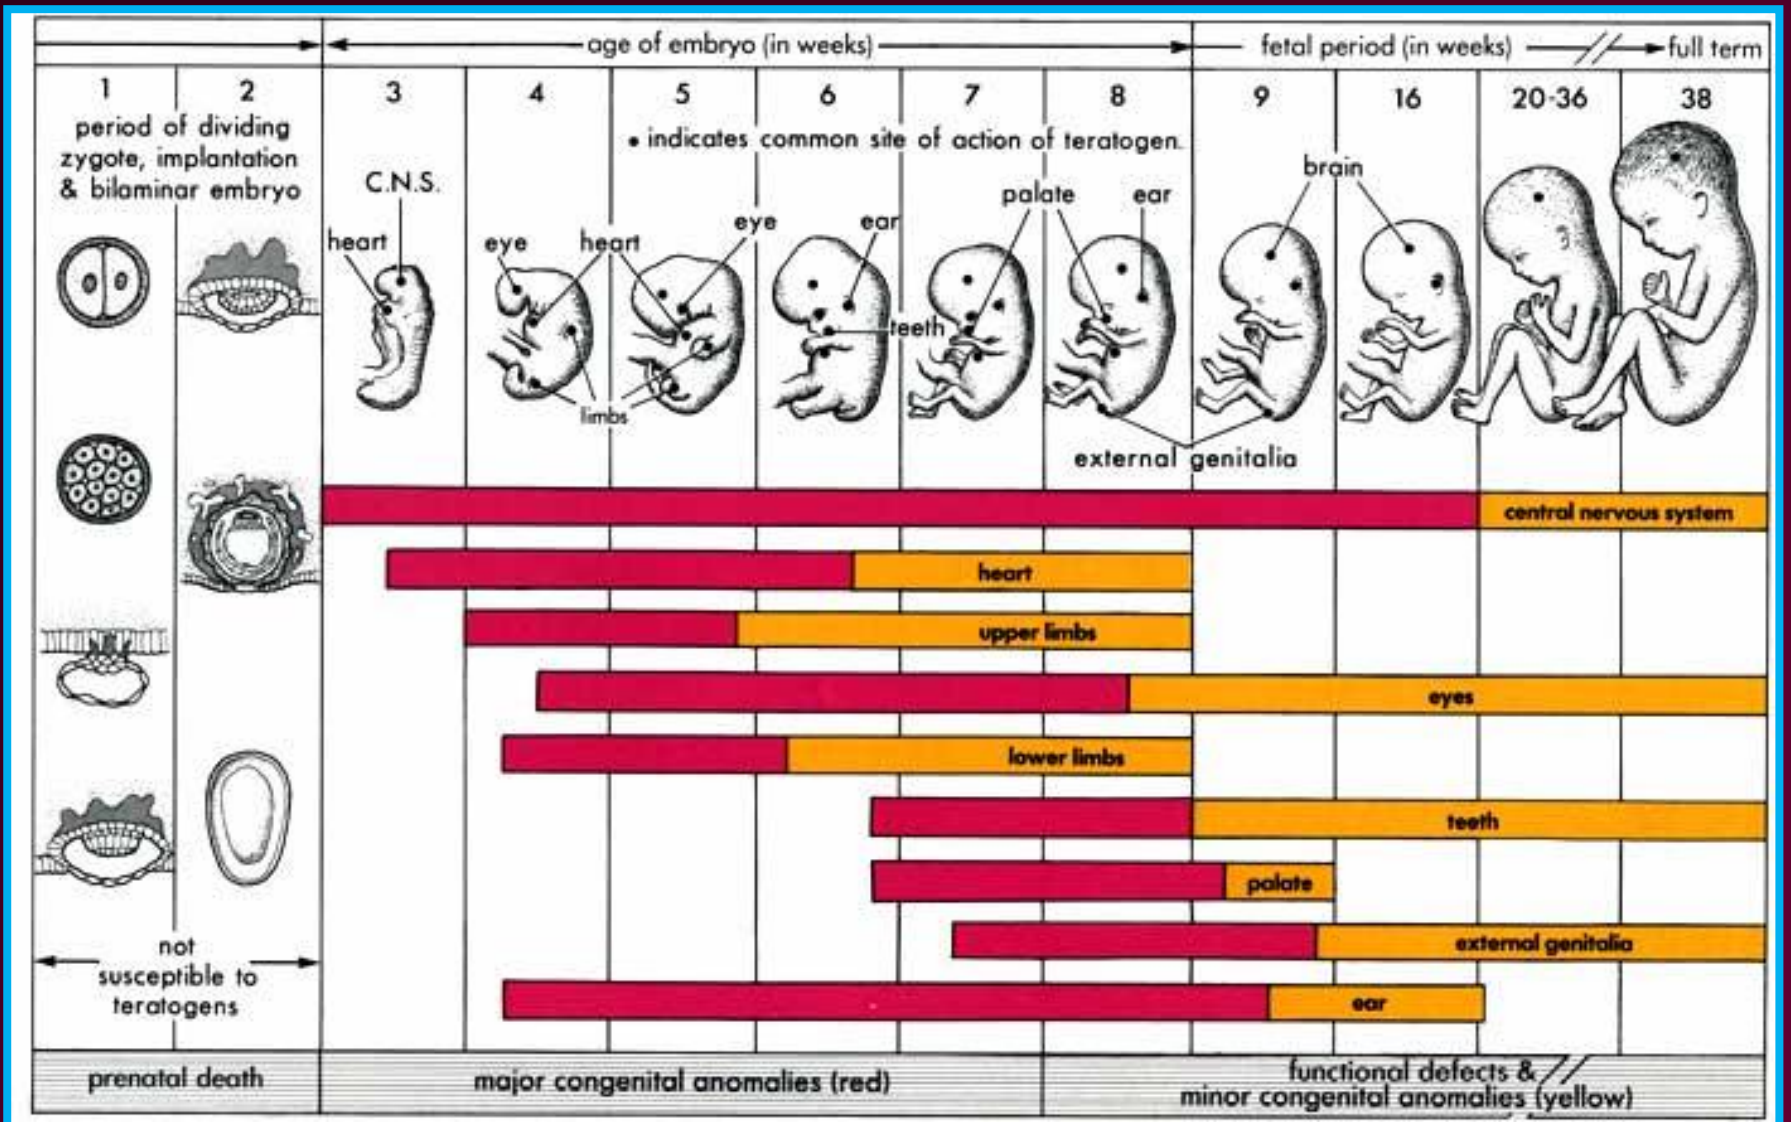 age of embryo (in weeks)
fetal period (in weeks)
full term
1
2
3
4
5
6
7
8
9
16
20-36
38
period of dividing
zygote, implantation
& bilaminar embryo
• indicates common site of action of teratogen.
C.N.S.
heart
eye
heart
eye
ear
palate
ear
brain
teeth
limbs
external genitalia
central nervous system
heart
upper limbs
eyes
lower limbs
teeth
palate
external genitalia
ear
not
susceptible to
teratogens
prenatal death
major congenital anomalies (red)
functional defects &
minor congenital anomalies (yellow)